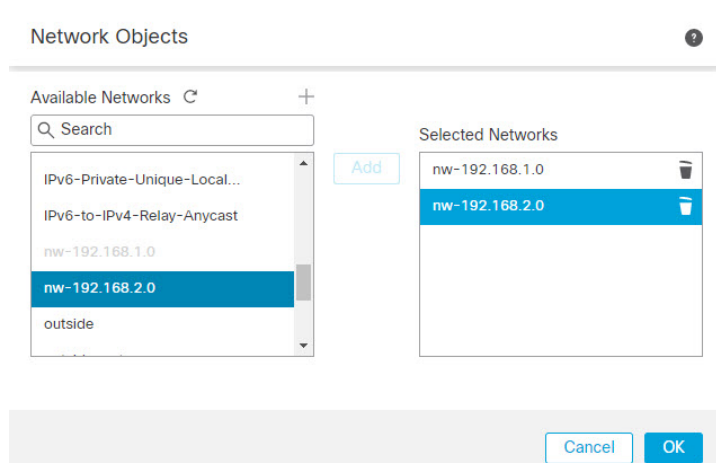 Network Objects
?
Available Networks
Search
IPv6-Private-Unique-Local...
IPv6-to-IPv4-Relay-Anycast
nw-192.168.1.0
nw-192.168.2.0
outside
Add
Selected Networks
nw-192.168.1.0
nw-192.168.2.0
Cancel
OK